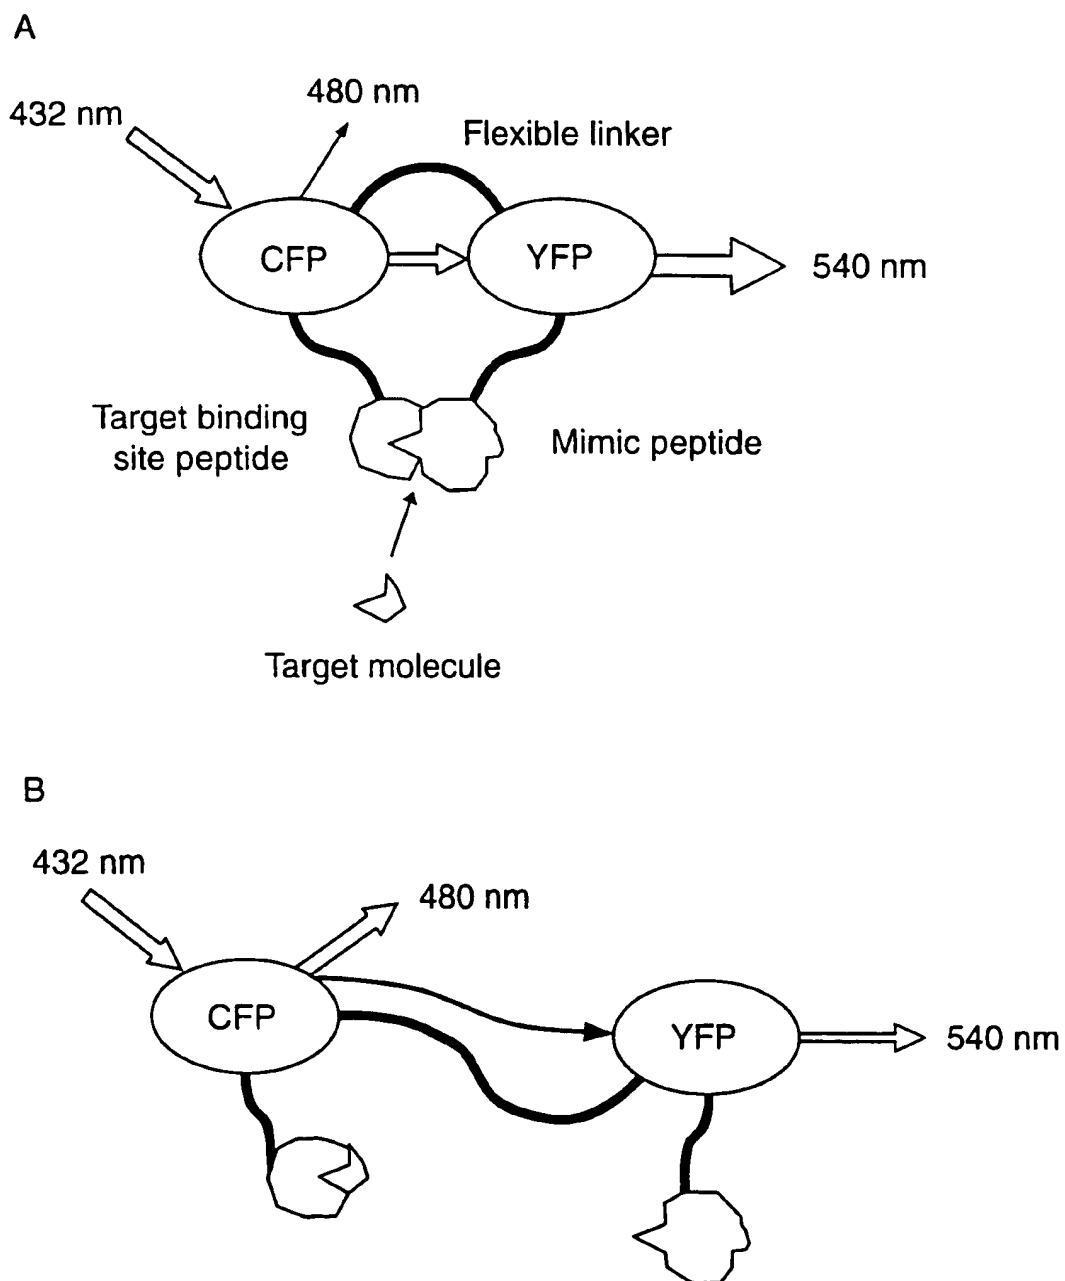 A
432 nm
480 nm
Flexible linker
CFP
YFP
540 nm
Target binding
site peptide
Mimic peptide
Target molecule
B
432 nm
480 nm
CFP
YFP
540 nm